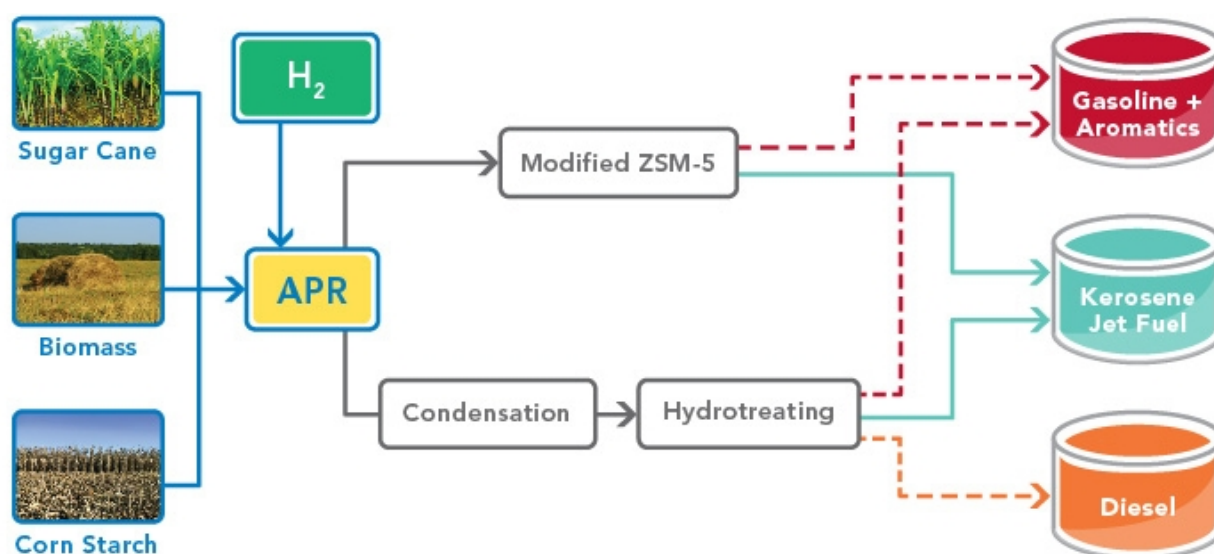 Sugar Cane
Biomass
Corn Starch
H₂
APR
Modified ZSM-5
Condensation
Hydrotreating
Gasoline +
Aromatics
Kerosene
Jet Fuel
Diesel